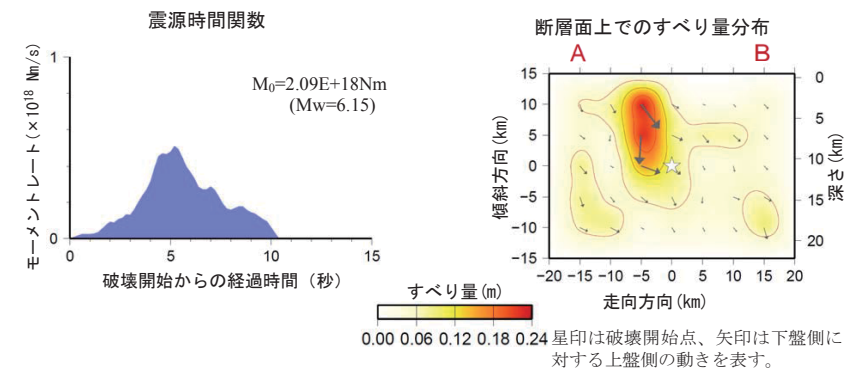 震源時間関数
モーメントレート(×10¹⁸ Nm/s)
1
0
M₀=2.09E+18Nm
(Mw=6.15)
0 5 10 15
破壊開始からの経過時間（秒）
断層面上でのすべり量分布
A B
傾斜方向(km)
15
10
5
0
−5
−10
−15
0
5
10
15
20
深さ(km)
−20 −15 −10 −5 0 5 10 15 20
走向方向(km)
すべり量(m)
0.00 0.06 0.12 0.18 0.24
星印は破壊開始点、矢印は下盤側に
対する上盤側の動きを表す。